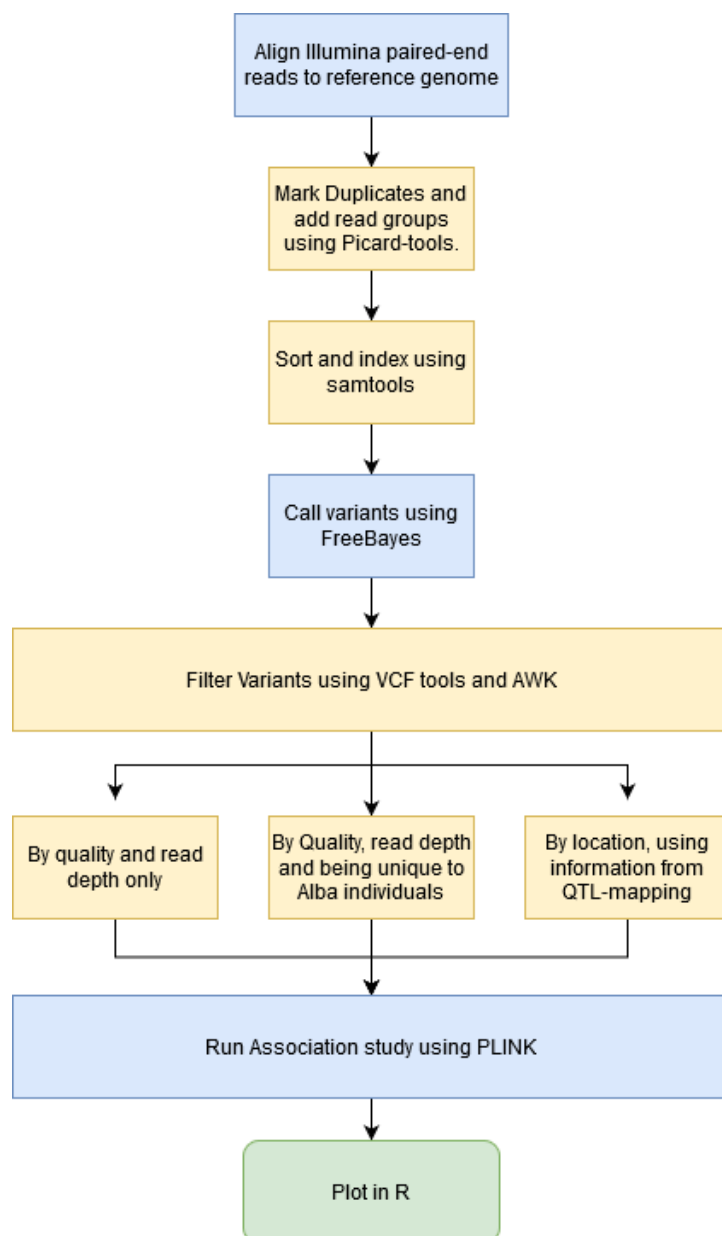 Align Illumina paired-end
reads to reference genome
Mark Duplicates and
add read groups
using Picard-tools.
Sort and index using
samtools
Call variants using
FreeBayes
Filter Variants using VCF tools and AWK
By quality and read
depth only
By Quality, read depth
and being unique to
Alba individuals
By location, using
information from
QTL-mapping
Run Association study using PLINK
Plot in R